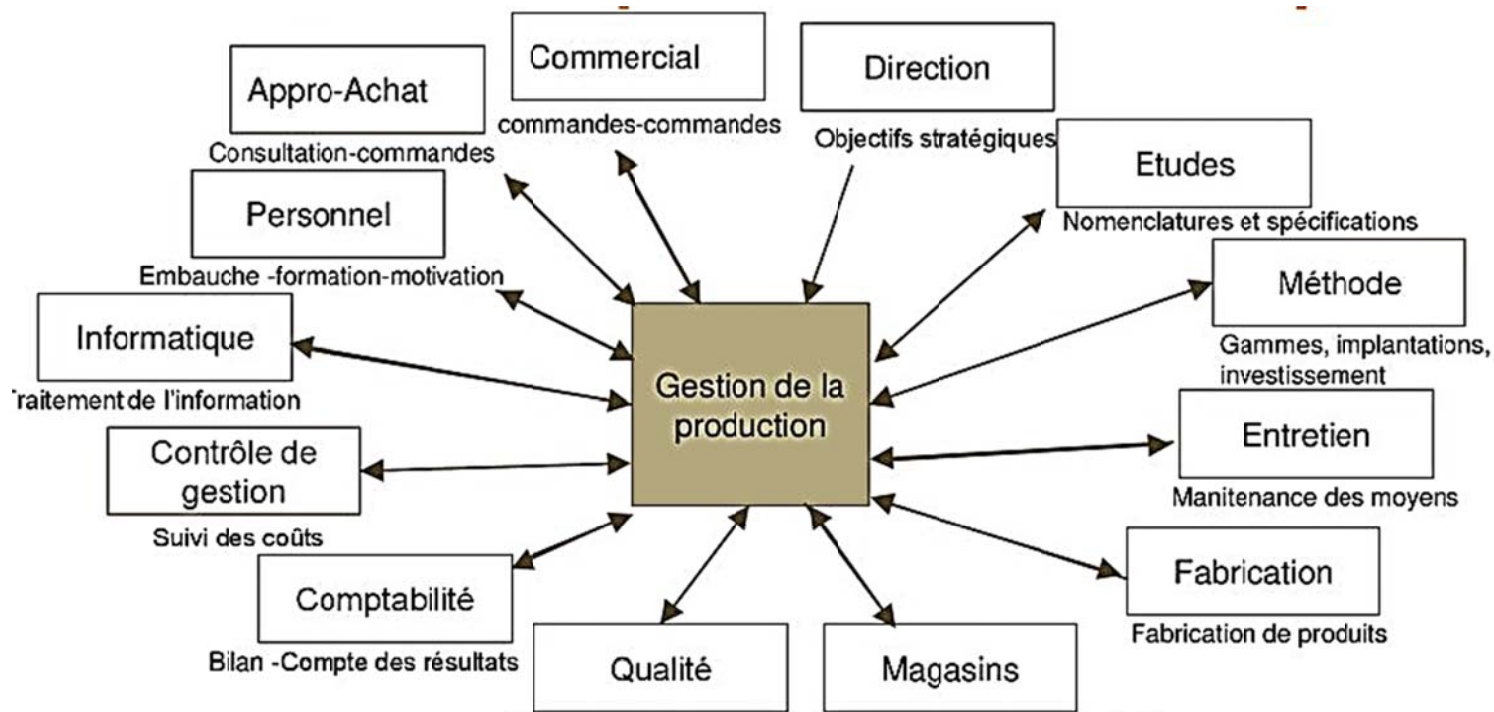 Commercial
commandes-commandes
Direction
Objectifs stratégiques
Appro-Achat
Consultation-commandes
Etudes
Nomenclatures et spécifications
Personnel
Embauche -formation-motivation
Méthode
Gammes, implantations,
investissement
Informatique
raitement de l'information
Gestion de la
production
Entretien
Manitenance des moyens
Contrôle de
gestion
Suivi des coûts
Fabrication
Fabrication de produits
Comptabilité
Bilan -Compte des résultats
Qualité
Magasins